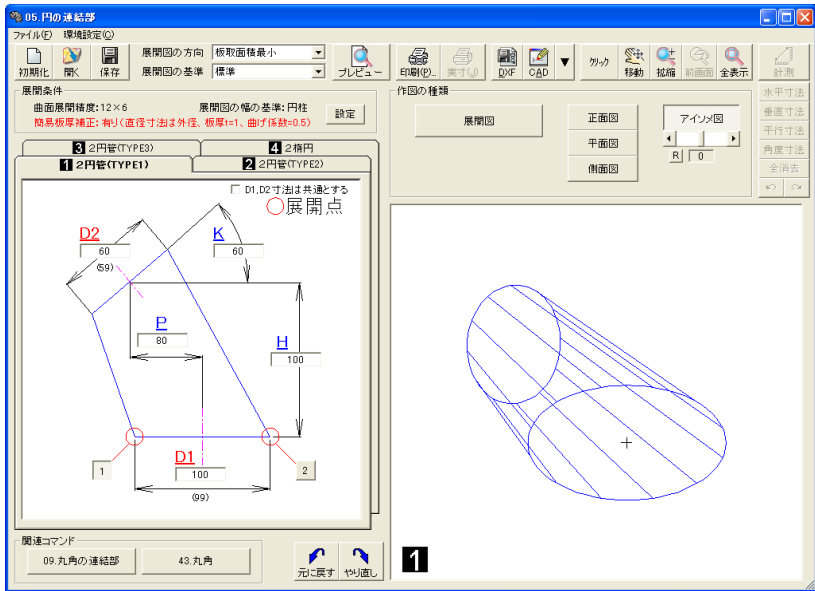 05.円の連結部
ファイル(F) 環境設定(C)
初期化 開く 保存
展開図の方向 板取面積最小
展開図の基準 標準
プレビュー 印刷(P).. 実寸(J) DXF CAD クリック 移動 拡縮 前画面 全表示 計測
展開条件
曲面展開精度:12×6 展開図の幅の基準:円柱
簡易板厚補正:有り(直径寸法は外径、板厚t=1、曲げ係数=0.5)
設定
作図の種類
展開図
正面図
平面図
側面図
アイソメ図
R 0
水平寸法
垂直寸法
平行寸法
角度寸法
全消去
3 2円管(TYPE3) 4 2楕円
1 2円管(TYPE1) 2 2円管(TYPE2)
D1,D2寸法は共通とする
○展開点
D2
60
(59)
K
60
P
80
H
100
1
D1
100
(99)
2
関連コマンド
09.丸角の連結部 43.丸角
元に戻す やり直し
1